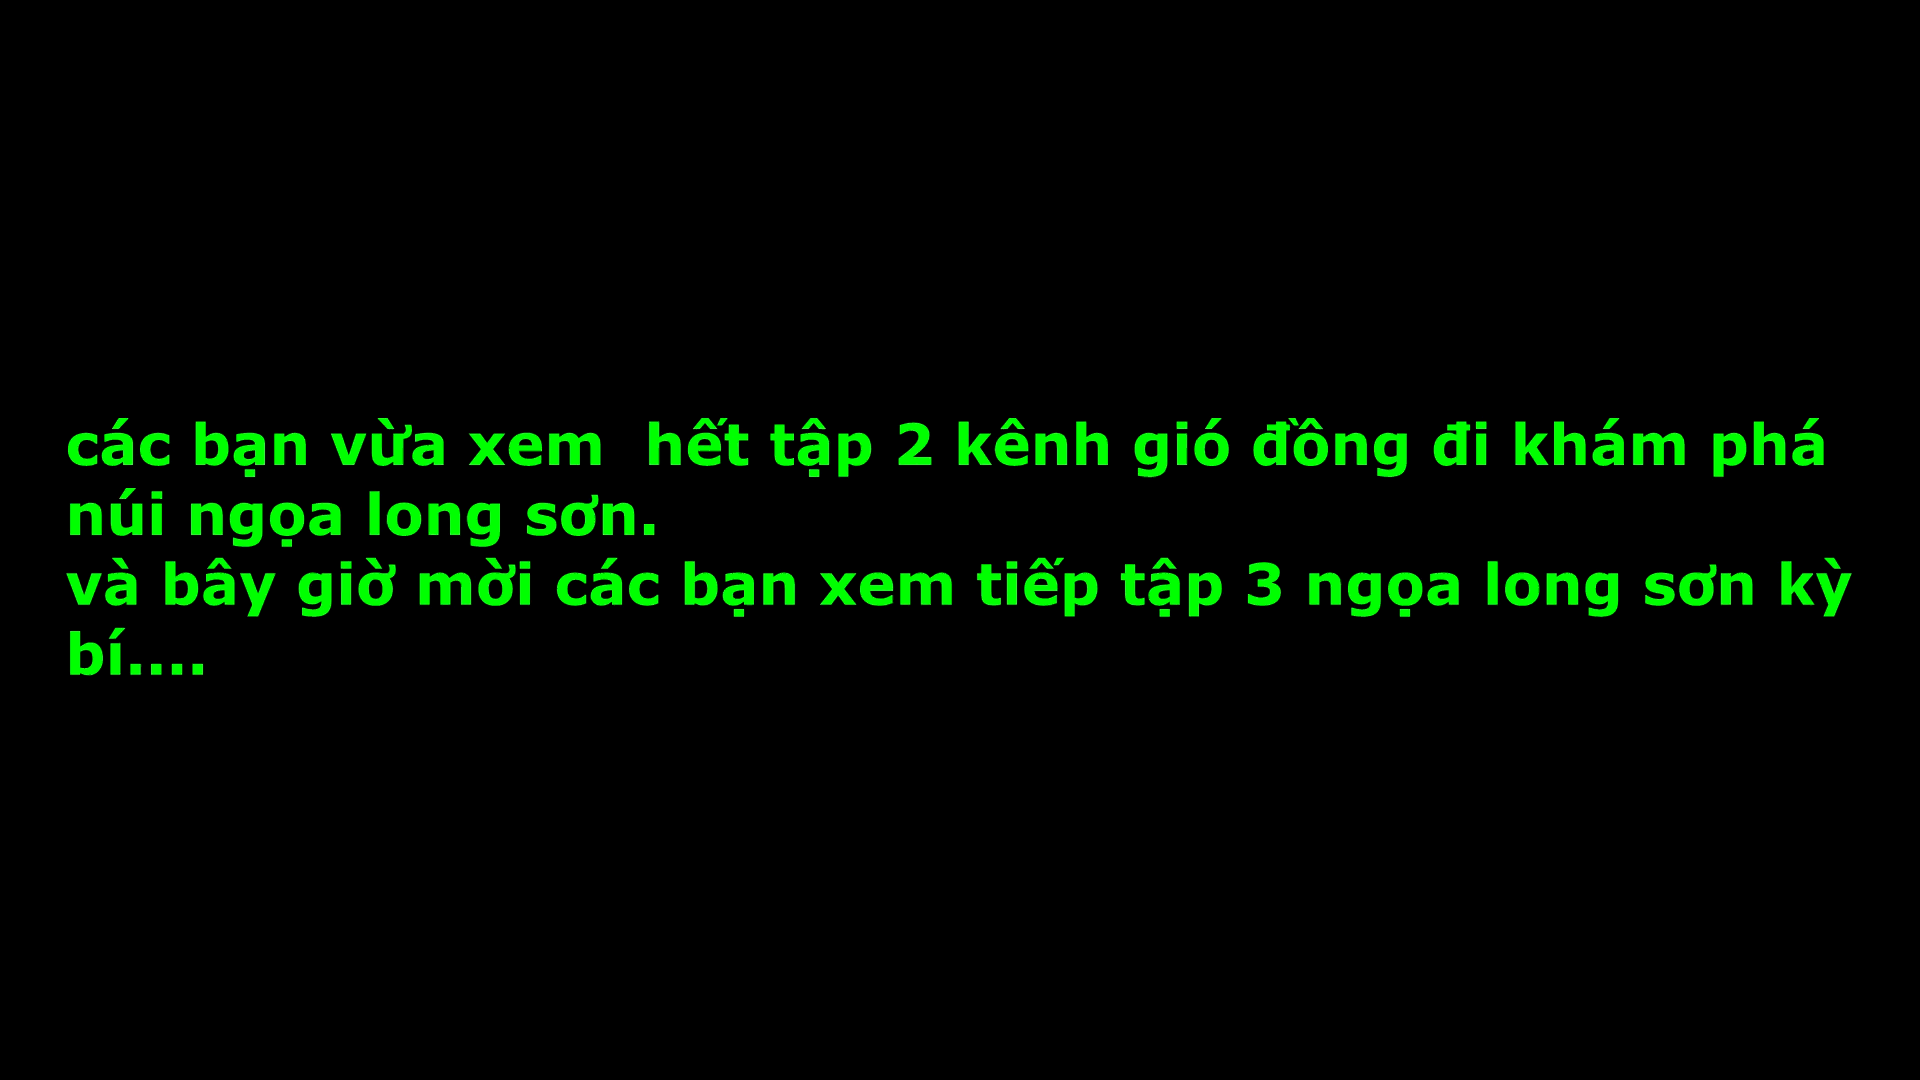 các bạn vừa xem  hết tập 2 kênh gió đồng đi khám phá
núi ngọa long sơn.
và bây giờ mời các bạn xem tiếp tập 3 ngọa long sơn kỳ
bí....